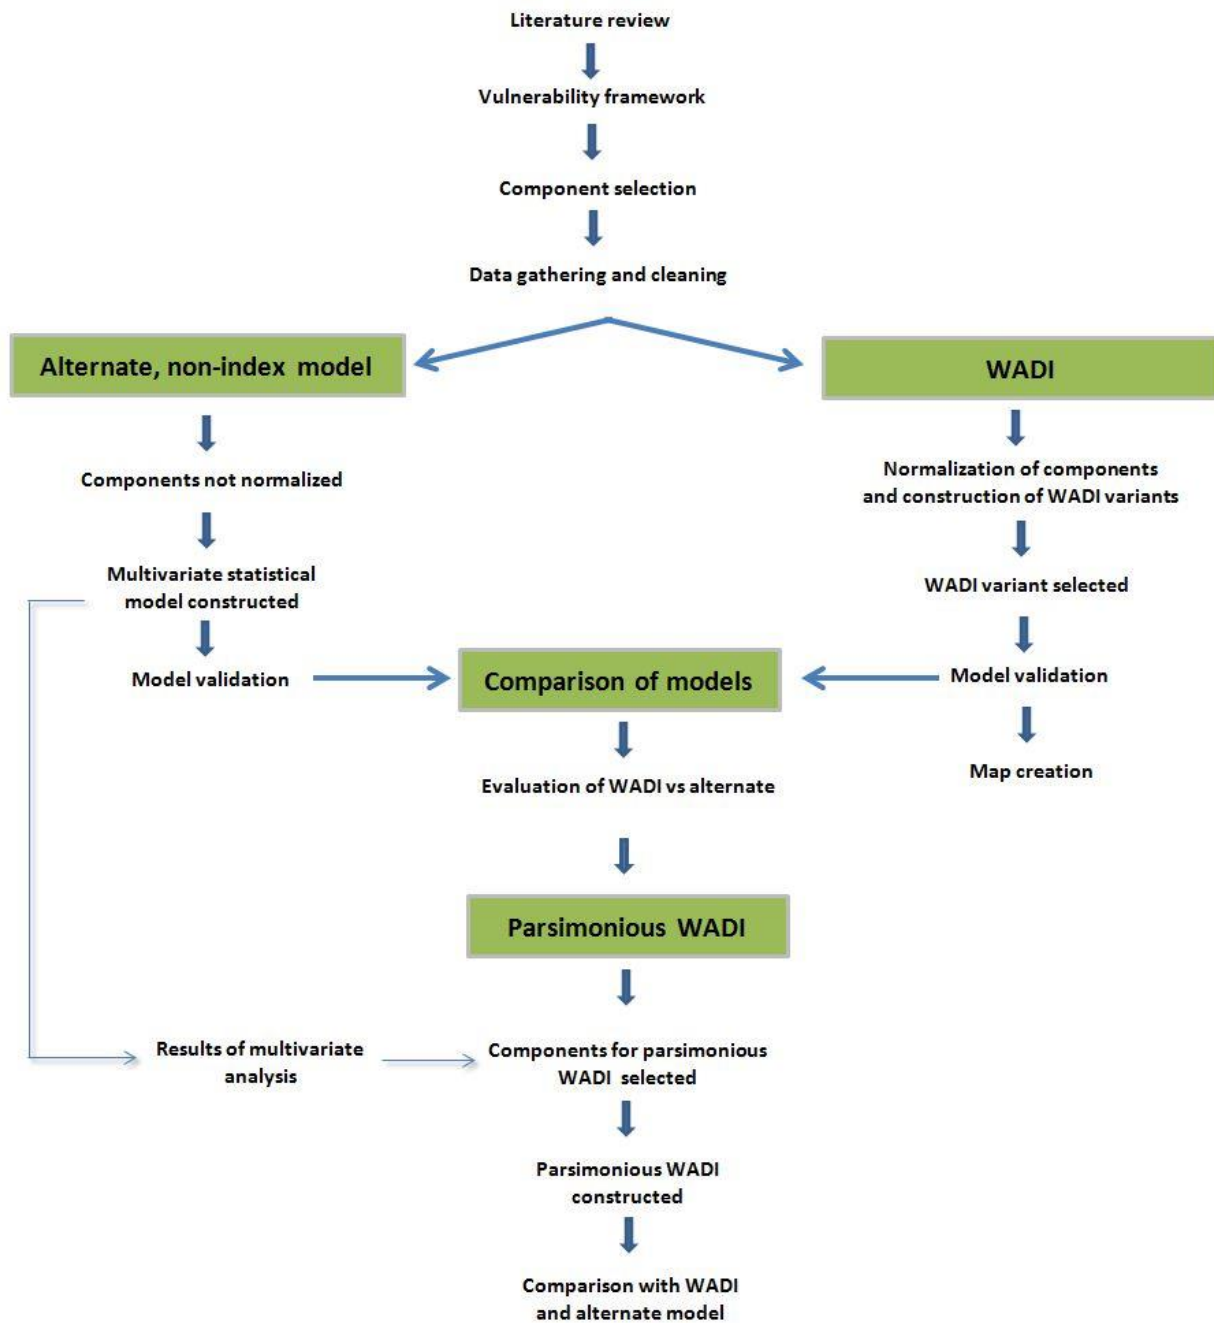 Literature review
Vulnerability framework
Component selection
Data gathering and cleaning
Alternate, non-index model
WADI
Components not normalized
Normalization of components
and construction of WADI variants
Multivariate statistical
model constructed
WADI variant selected
Model validation
Comparison of models
Model validation
Evaluation of WADI vs alternate
Map creation
Parsimonious WADI
Results of multivariate
analysis
Components for parsimonious
WADI selected
Parsimonious WADI
constructed
Comparison with WADI
and alternate model